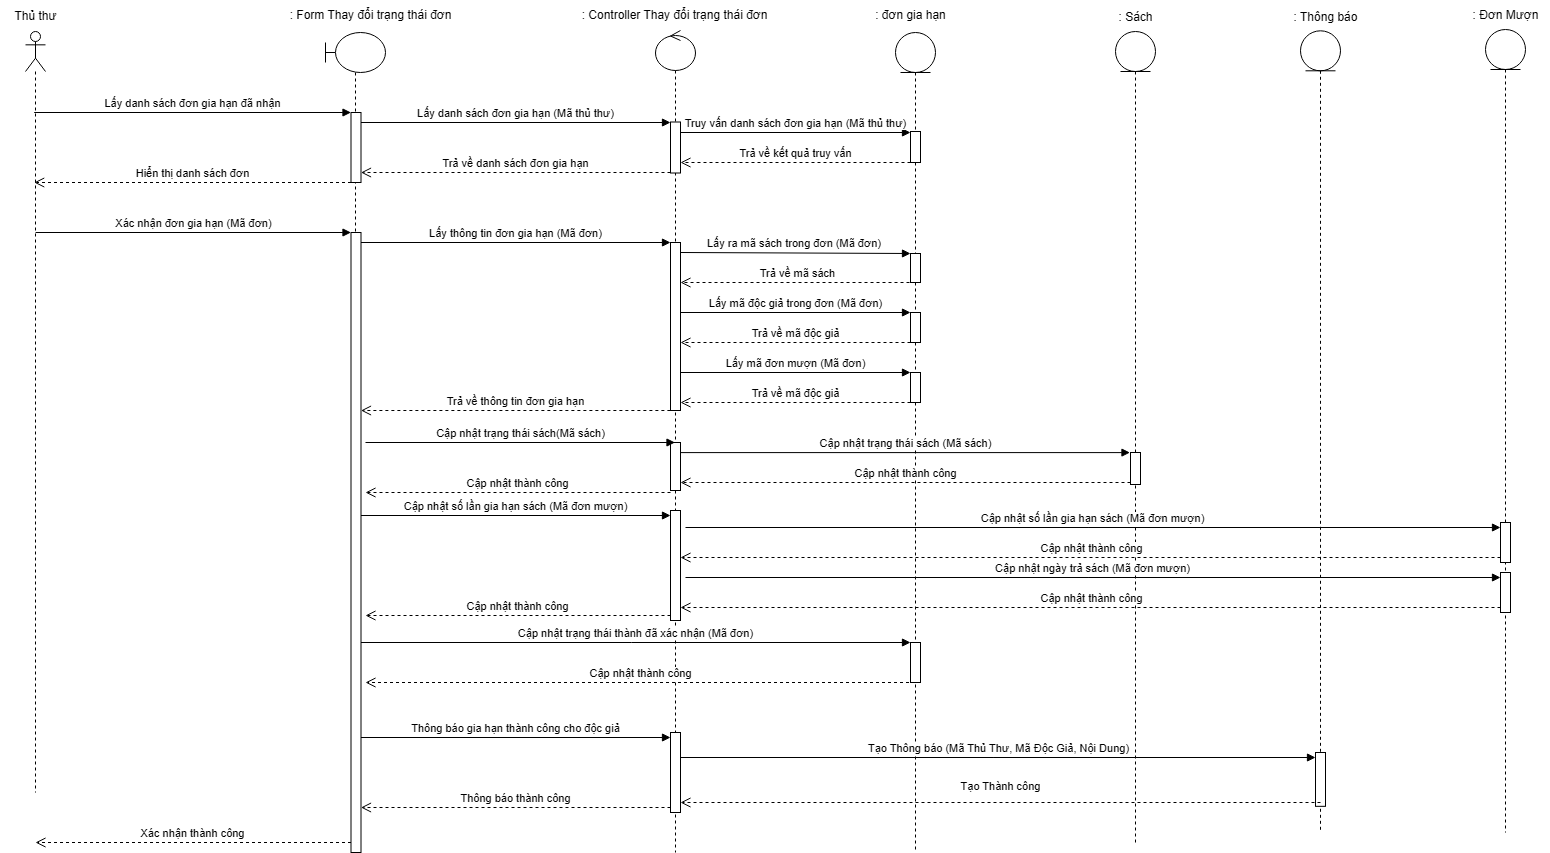 Thủ thư
: Form Thay đổi trạng thái đơn
: Controller Thay đổi trạng thái đơn
: đơn gia hạn
: Sách
: Thông báo
: Đơn Mượn
Lấy danh sách đơn gia hạn đã nhận
Lấy danh sách đơn gia hạn (Mã thủ thư)
Truy vấn danh sách đơn gia hạn (Mã thủ thư)
Trả về kết quả truy vấn
Trả về danh sách đơn gia hạn
Hiển thị danh sách đơn
Xác nhận đơn gia hạn (Mã đơn)
Lấy thông tin đơn gia hạn (Mã đơn)
Lấy ra mã sách trong đơn (Mã đơn)
Trả về mã sách
Lấy mã độc giả trong đơn (Mã đơn)
Trả về mã độc giả
Lấy mã đơn mượn (Mã đơn)
Trả về mã độc giả
Trả về thông tin đơn gia hạn
Cập nhật trạng thái sách(Mã sách)
Cập nhật trạng thái sách (Mã sách)
Cập nhật thành công
Cập nhật thành công
Cập nhật số lần gia hạn sách (Mã đơn mượn)
Cập nhật số lần gia hạn sách (Mã đơn mượn)
Cập nhật thành công
Cập nhật ngày trả sách (Mã đơn mượn)
Cập nhật thành công
Cập nhật thành công
Cập nhật trạng thái thành đã xác nhận (Mã đơn)
Cập nhật thành công
Thông báo gia hạn thành công cho độc giả
Tạo Thông báo (Mã Thủ Thư, Mã Độc Giả, Nội Dung)
Tạo Thành công
Thông báo thành công
Xác nhận thành công